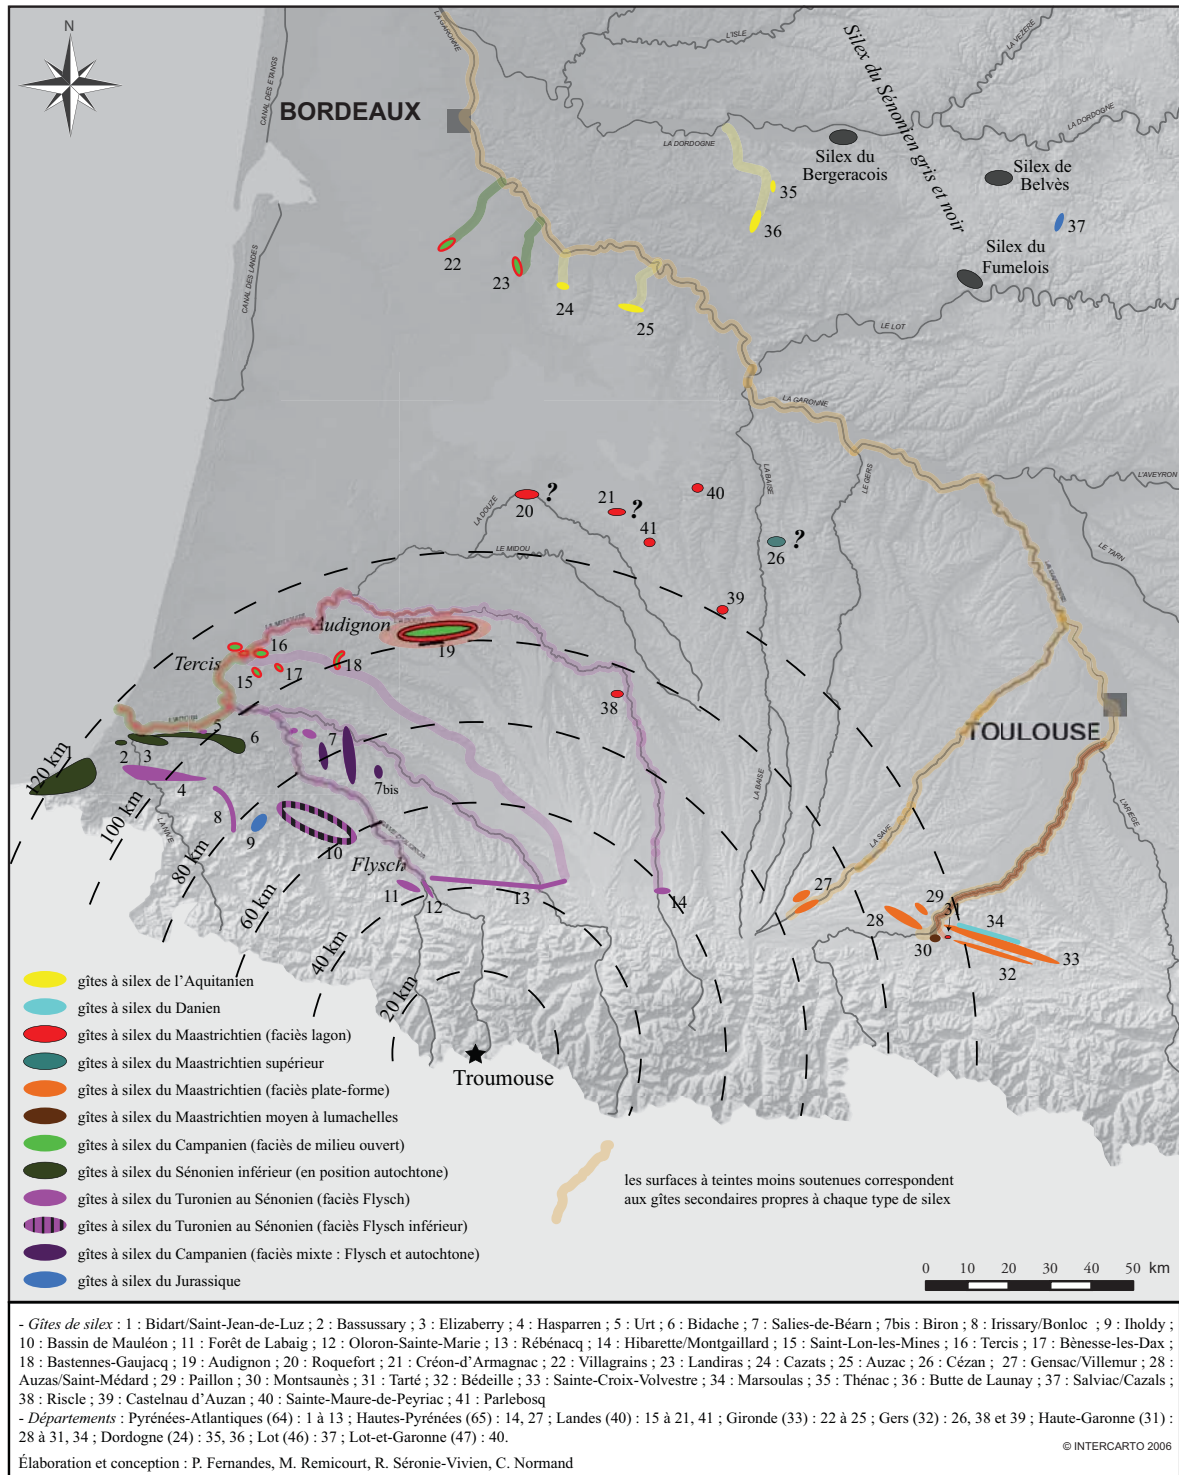 N
BORDEAUX
CANAL DES ETANGS
CANAL DES LANDES
LA GARONNE
L'ISLE
LA VEZERE
LA DORDOGNE
LA DORDOGNE
Silex du Sénonien gris et noir
Silex du
Bergeracois
Silex de
Belvès
Silex du
Fumelois
35
36
37
22
23
24
25
LE LOT
LA GARONNE
LE GERS
LA BAISE
L'AVEYRON
LE TARN
LA DOUZE
LE MIDOU
20 ?
21 ?
40
41
26 ?
39
Audignon
19
Tercis
16
15
17
18
38
TOULOUSE
5
6
7
7bis
1
2
3
4
8
9
10
Flysch
11
12
13
14
LA NIVE
LA BAISE
LA SAVE
L'ARIEGE
27
28
29
31
34
30
32
33
120 km
100 km
80 km
60 km
40 km
20 km
Troumouse
gîtes à silex de l'Aquitanien
gîtes à silex du Danien
gîtes à silex du Maastrichtien (faciès lagon)
gîtes à silex du Maastrichtien supérieur
gîtes à silex du Maastrichtien (faciès plate-forme)
gîtes à silex du Maastrichtien moyen à lumachelles
gîtes à silex du Campanien (faciès de milieu ouvert)
gîtes à silex du Sénonien inférieur (en position autochtone)
gîtes à silex du Turonien au Sénonien (faciès Flysch)
gîtes à silex du Turonien au Sénonien (faciès Flysch inférieur)
gîtes à silex du Campanien (faciès mixte : Flysch et autochtone)
gîtes à silex du Jurassique
les surfaces à teintes moins soutenues correspondent
aux gîtes secondaires propres à chaque type de silex
0 10 20 30 40 50 km
- Gîtes de silex : 1 : Bidart/Saint-Jean-de-Luz ; 2 : Bassussary ; 3 : Elizaberry ; 4 : Hasparren ; 5 : Urt ; 6 : Bidache ; 7 : Salies-de-Béarn ; 7bis : Biron ; 8 : Irissary/Bonloc ; 9 : Iholdy ;
10 : Bassin de Mauléon ; 11 : Forêt de Labaig ; 12 : Oloron-Sainte-Marie ; 13 : Rébénacq ; 14 : Hibarette/Montgaillard ; 15 : Saint-Lon-les-Mines ; 16 : Tercis ; 17 : Bènesse-les-Dax ;
18 : Bastennes-Gaujacq ; 19 : Audignon ; 20 : Roquefort ; 21 : Créon-d'Armagnac ; 22 : Villagrains ; 23 : Landiras ; 24 : Cazats ; 25 : Auzac ; 26 : Cézan ; 27 : Gensac/Villemur ; 28 :
Auzas/Saint-Médard ; 29 : Paillon ; 30 : Montsaunès ; 31 : Tarté ; 32 : Bédeille ; 33 : Sainte-Croix-Volvestre ; 34 : Marsoulas ; 35 : Thénac ; 36 : Butte de Launay ; 37 : Salviac/Cazals ;
38 : Riscle ; 39 : Castelnau d'Auzan ; 40 : Sainte-Maure-de-Peyriac ; 41 : Parlebosq
- Départements : Pyrénées-Atlantiques (64) : 1 à 13 ; Hautes-Pyrénées (65) : 14, 27 ; Landes (40) : 15 à 21, 41 ; Gironde (33) : 22 à 25 ; Gers (32) : 26, 38 et 39 ; Haute-Garonne (31) :
28 à 31, 34 ; Dordogne (24) : 35, 36 ; Lot (46) : 37 ; Lot-et-Garonne (47) : 40.
© INTERCARTO 2006
Élaboration et conception : P. Fernandes, M. Remicourt, R. Séronie-Vivien, C. Normand